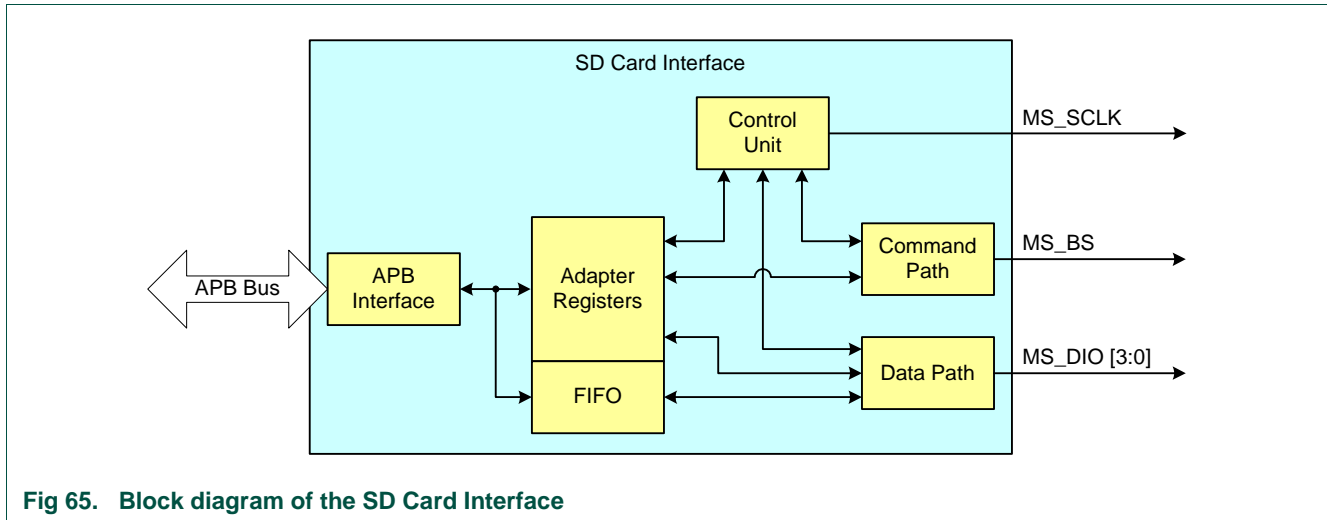 SD Card Interface
Control
Unit
MS_SCLK
APB Bus
APB
Interface
Adapter
Registers
FIFO
Command
Path
MS_BS
Data Path
MS_DIO [3:0]
Fig 65. Block diagram of the SD Card Interface